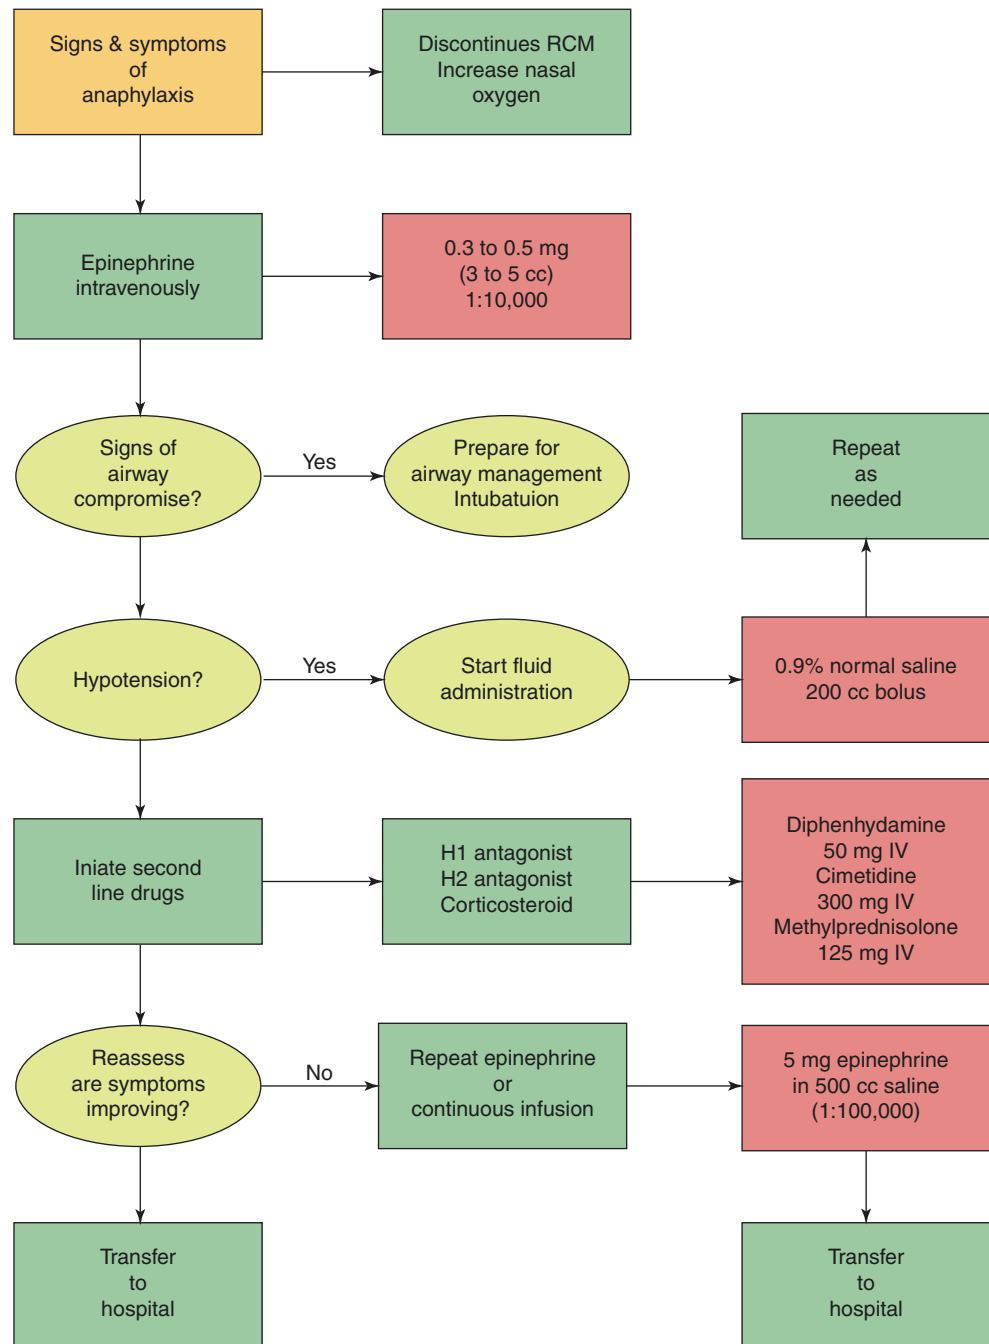 Signs & symptoms
of
anaphylaxis
Discontinues RCM
Increase nasal
oxygen
Epinephrine
intravenously
0.3 to 0.5 mg
(3 to 5 cc)
1:10,000
Signs of
airway
compromise?
Yes
Prepare for
airway management
Intubatuion
Repeat
as
needed
Hypotension?
Yes
Start fluid
administration
0.9% normal saline
200 cc bolus
Iniate second
line drugs
H1 antagonist
H2 antagonist
Corticosteroid
Diphenhydamine
50 mg IV
Cimetidine
300 mg IV
Methylprednisolone
125 mg IV
Reassess
are symptoms
improving?
No
Repeat epinephrine
or
continuous infusion
5 mg epinephrine
in 500 cc saline
(1:100,000)
Transfer
to
hospital
Transfer
to
hospital